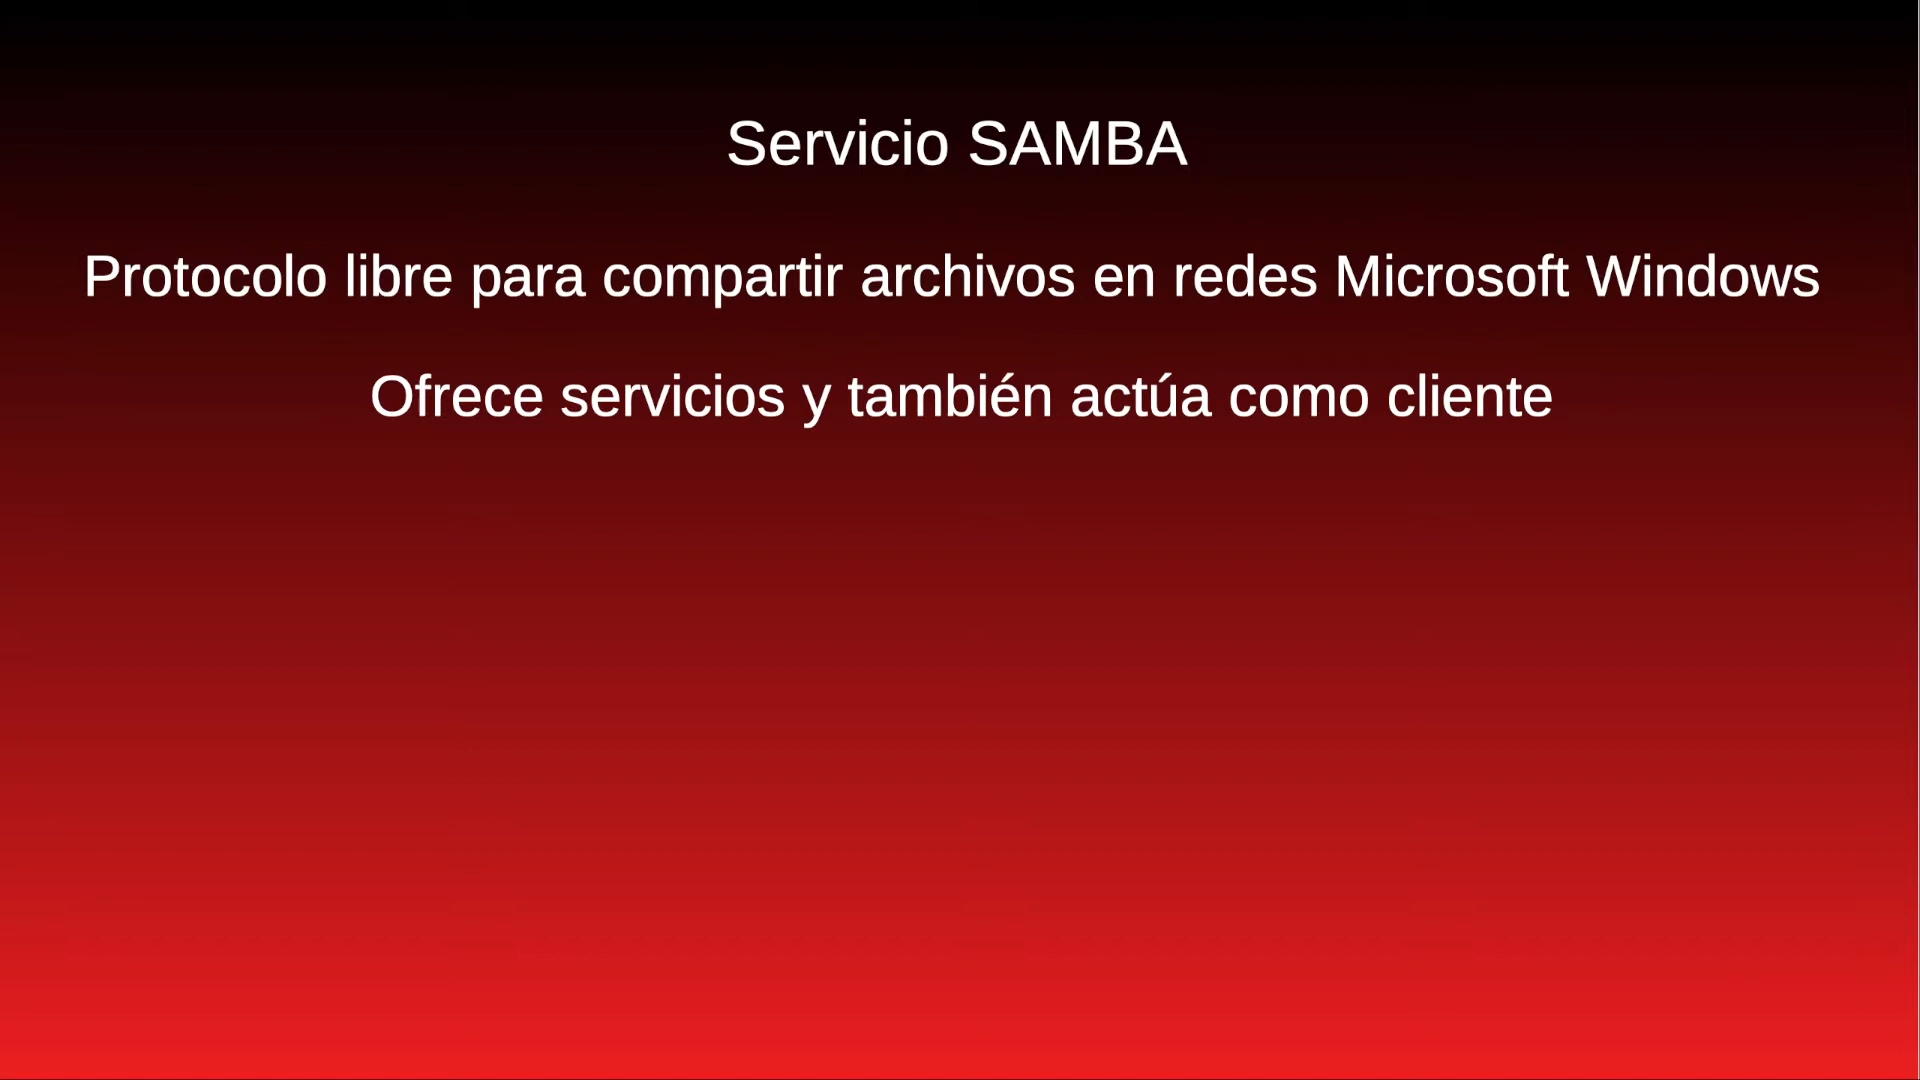 Servicio SAMBA
Protocolo libre para compartir archivos en redes Microsoft Windows
Ofrece servicios y también actúa como cliente